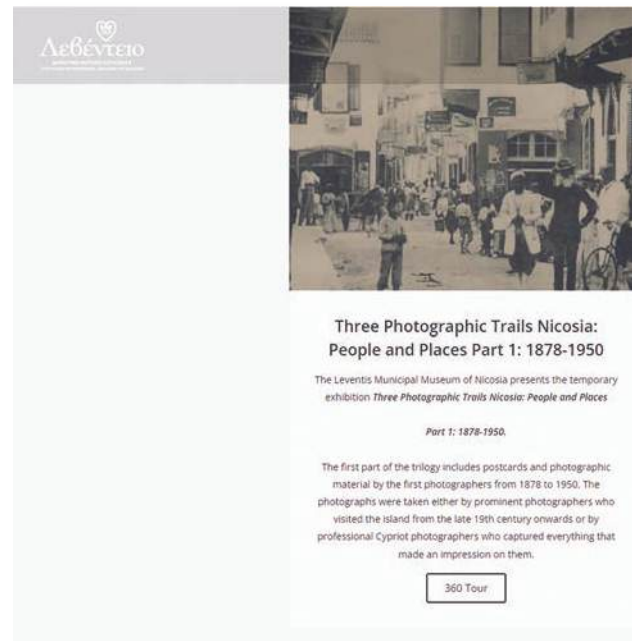 Λεβέντειο
Three Photographic Trails Nicosia:
People and Places Part 1: 1878-1950
The Leventis Municipal Museum of Nicosia presents the temporary
exhibition Three Photographic Trails Nicosia: People and Places
Part 1: 1878-1950.
The first part of the trilogy includes postcards and photographic
material by the first photographers from 1878 to 1950. The
photographs were taken either by prominent photographers who
visited the island from the late 19th century onwards or by
professional Cypriot photographers who captured everything that
made an impression on them.
360 Tour